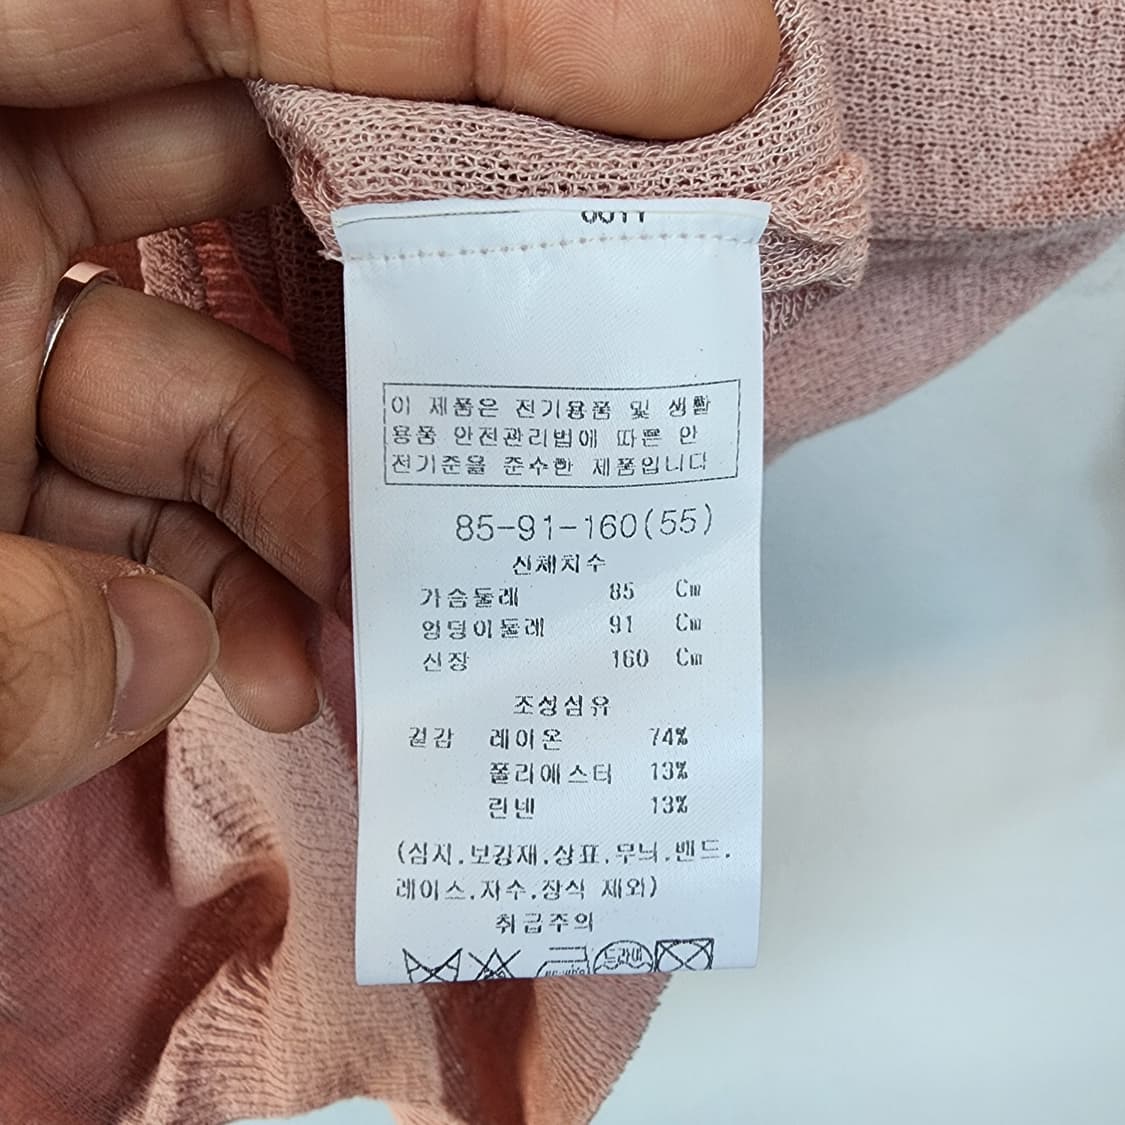 이 제품은 전기용품 및 생활
용품 안전관리법에 따른 안
전기준을 준수한 제품입니다
85-91-160(55)
신체치수
가슴둘레 85 Cm
엉덩이둘레 91 Cm
신장 160 Cm
조성섬유
겉감 레이온 74%
폴리에스터 13%
린넨 13%
(심지.보강재.상표.무늬.밴드.
레이스.자수.장식 제외)
취급주의
드라이